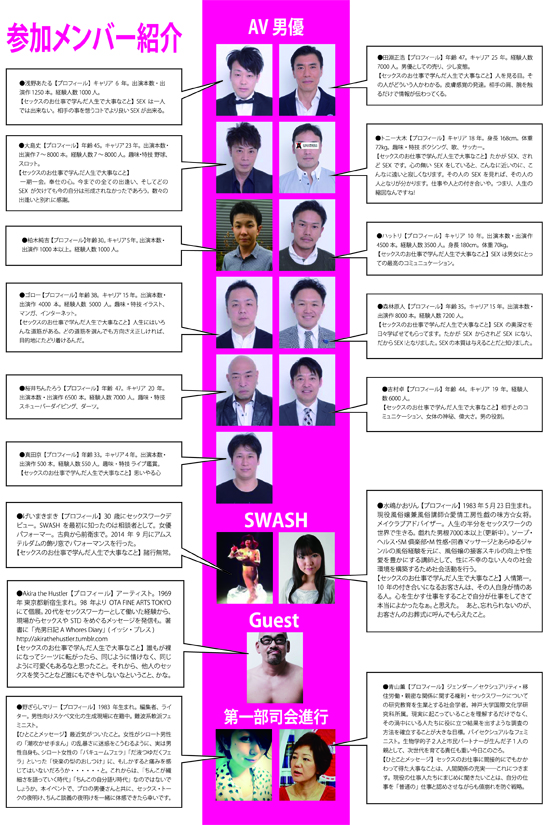 参加メンバー紹介
AV 男優
●浅野あたる【プロフィール】キャリア 6 年。出演本数・出
演作 1250 本。経験人数 1000 人。
【セックスのお仕事で学んだ人生で大事なこと】SEX は一人
では出来ない。相手の事を想うコトでより良い SEX が出来る。
●田淵正浩【プロフィール】年齢 47。キャリア 25 年。経験人数
7000 人。男優としての売り、少し変態。
【セックスのお仕事で学んだ人生で大事なこと】人を見る目。そ
の人がどういう人かわかる。皮膚感覚の発達。相手の肩、腕を触
るだけで情報が伝わってくる。
●大島丈【プロフィール】年齢 45。キャリア 23 年。出演本数・
出演作 7～8000 本。経験人数 7～8000 人。趣味・特技 野球、
スロット。
【セックスのお仕事で学んだ人生で大事なこと】
一期一会。奉仕の心。今までの全ての出逢い、そしてどの
SEX が欠けても今の自分は形成されなかったであろう。数々の
出逢いと別れに感謝。
●トニー大木【プロフィール】キャリア 18 年。身長 168cm。体重
72kg。趣味・特技 ボクシング、歌、サッカー。
【セックスのお仕事で学んだ人生で大事なこと】たかが SEX、され
ど SEX です。心の無い SEX をしていると、こんなに近いのに、こ
んなに遠いと寂しくなります。その人の SEX を見れば、その人の
人となりが分かります。仕事や人との付き合いや、つまり、人生の
縮図なんですね!
●柏木純吉【プロフィール】年齢30。キャリア5年。出演本数・
出演作 1000 本以上。経験人数 1000 人。
●ハットリ【プロフィール】キャリア 10 年。出演本数・出演作
4500 本。経験人数 3500 人。身長 180cm。体重 70kg。
【セックスのお仕事で学んだ人生で大事なこと】SEX は男女にとっ
ての最高のコミュニケーション。
●ゴロー【プロフィール】年齢 38。キャリア 15 年。出演本数・
出演作 4000 本。経験人数 5000 人。趣味・特技 イラスト、
マンガ、インターネット。
【セックスのお仕事で学んだ人生で大事なこと】人生にはいろ
んな道筋がある。どの道筋を選んでも方向さえ正しければ、
目的地にたどり着けるんだ。
●森林原人【プロフィール】年齢 35。キャリア 15 年。出演本数・
出演作 8000 本。経験人数 7200 人。
【セックスのお仕事で学んだ人生で大事なこと】SEX の奥深さを
日々学ばせてもらってます。たかが SEX からされど SEX になり、
だから SEX となりました。SEX の本質は与えることだと知りました。
●桜井ちんたろう【プロフィール】年齢 47。キャリア 20 年。
出演本数・出演作 6500 本。経験人数 7000 人。趣味・特技
スキューバーダイビング、ダーツ。
●吉村卓【プロフィール】年齢 44。キャリア 19 年。経験人
数 6000 人。
【セックスのお仕事で学んだ人生で大事なこと】相手とのコ
ミュニケーション、女体の神秘、偉大さ。男の役割。
●真田京【プロフィール】年齢 33。キャリア 4 年。出演本数・
出演作 500 本。経験人数 550 人。趣味・特技 ライブ鑑賞。
【セックスのお仕事で学んだ人生で大事なこと】思いやる心
SWASH
●げいまきまき【プロフィール】30 歳にセックスワークデ
ビュー。SWASH を最初に知ったのは相談者として。女優
パフォーマー。古典から前衛まで。2014 年 9 月にアムス
テルダムの飾り窓でパフォーマンスを行った。
【セックスのお仕事で学んだ人生で大事なこと】諸行無常。
●水嶋かおりん【プロフィール】1983 年 5 月 23 日生まれ。
現役風俗嬢兼風俗講師☆愛情工房性戯の味方☆女将。
メイクラブアドバイザー。人生の半分をセックスワークの
世界で生きる。戯れた男根7000本以上(更新中)。ソープ・
ヘルス・SM 倶楽部・M 性感・回春マッサージとあらゆるジャ
ンルの風俗経験を元に、風俗嬢の接客スキルの向上や性
愛を豊かにする講師として、性に不幸のない人々の社会
環境を構築するため社会活動を行う。
【セックスのお仕事で学んだ人生で大事なこと】人情第一。
10 年の付き合いになるお客さんは、その人自身が情のあ
る人。心を生かす仕事をすることで自分が仕事をしてきて
本当によかったなぁ。と思えた。 あと、忘れられないのが、
お客さんのお葬式に呼んでもらえたこと。
Guest
●Akira the Hustler【プロフィール】アーティスト。1969
年東京都新宿生まれ。98 年より OTA FINE ARTS TOKYO
にて個展。20代をセックスワーカーとして働いた経験から、
現場からセックスや STD をめぐるメッセージを発信も。著
書に「売男日記 A Whores Diary」( イッシ・プレス )
http://akirathehustler.tumblr.com
【セックスのお仕事で学んだ人生で大事なこと】誰もが裸
になってシーツに転がったら、同じように情けなく、同じ
ように可愛くもあるなと思ったこと。それから、他人のセッ
クスを笑うことなど誰にもできやしないなということ、かな。
第一部司会進行
●野ざらしマリー【プロフィール】1983 年生まれ。編集者、ライ
ター。男性向けスケベ文化の生成現場に在籍中。難波系軟派フェ
ミニスト。
【ひとことメッセージ】最近気がついたこと。女性がシロート男性
の「潮吹かせ手まん」の乱暴さに迷惑をこうむるように、実は男
性自身も、シロート女性の「バキュームフェラ」「だ液つゆだくフェ
ラ」といった「快楽の型のおしつけ」に、もしかすると痛みを感
じてはいないだろうか・・・・・・と。これからは、「ちんこが縄
細さを語っていく時代」「ちんこの自分語り時代」なのではないで
しょうか。本イベントで、プロの男優さんと共に、セックス・トー
クの夜明け、ちんこ談義の夜明けを一緒に体感できたら幸いです。
●青山薫【プロフィール】ジェンダー／セクシュアリティ・移
住労働・親密な関係に関する権利・セックスワークについて
の研究教育を生業とする社会学者、神戸大学国際文化学研
究科所属。現実に起こっていることを理解するだけでなく、
その渦中にいる人たちに役に立つ結果を出すような調査の
方法を確立することが大きな目標。バイセクシュアルなフェミ
ニスト。生物学的子 2 人と市民パートナーが生んだ子 1 人の
親として、次世代を育てる責任も重い今日このごろ。
【ひとことメッセージ】セックスのお仕事に間接的にでもかか
わって得た大事なことは、人間関係の充実――これにつきま
す。現役の仕事人たちにまじめに聞きたいことは、自分の仕
事を「普通の」仕事と認めさせながらも値崩れを防ぐ戦略。